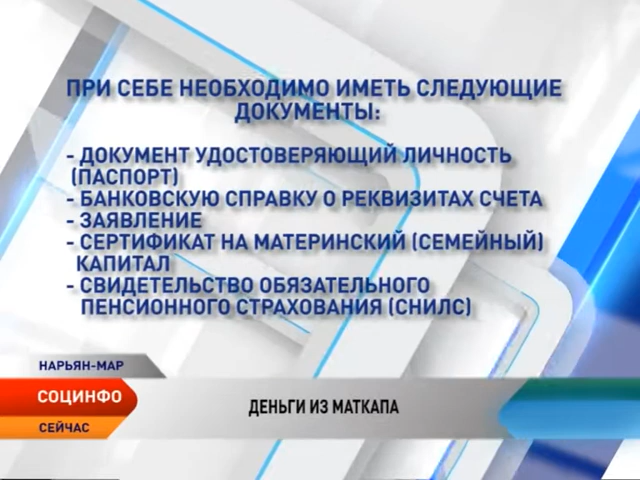 ПРИ СЕБЕ НЕОБХОДИМО ИМЕТЬ СЛЕДУЮЩИЕ
ДОКУМЕНТЫ:
- ДОКУМЕНТ УДОСТОВЕРЯЮЩИЙ ЛИЧНОСТЬ
(ПАСПОРТ)
- БАНКОВСКУЮ СПРАВКУ О РЕКВИЗИТАХ СЧЕТА
- ЗАЯВЛЕНИЕ
- СЕРТИФИКАТ НА МАТЕРИНСКИЙ (СЕМЕЙНЫЙ)
КАПИТАЛ
- СВИДЕТЕЛЬСТВО ОБЯЗАТЕЛЬНОГО
ПЕНСИОННОГО СТРАХОВАНИЯ (СНИЛС)
НАРЬЯН-МАР
СОЦИНФО
СЕЙЧАС
ДЕНЬГИ ИЗ МАТКАПА